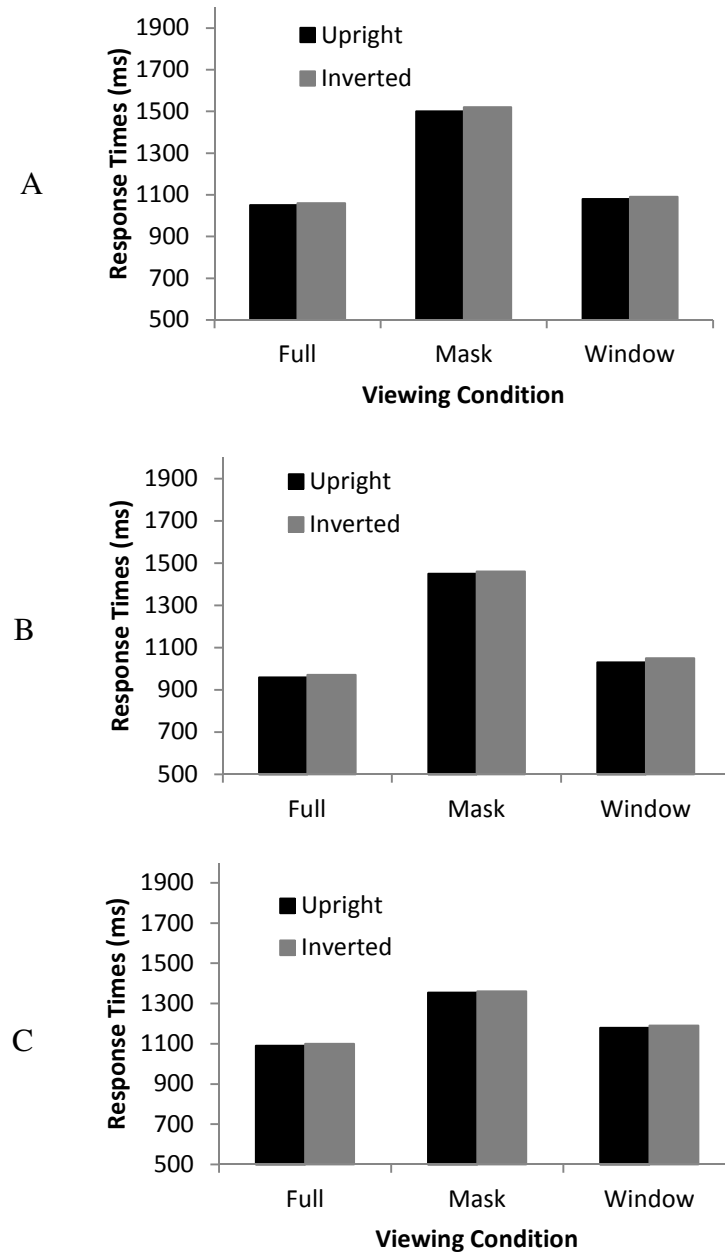 A
Response Times (ms)
1900
1700
1500
1300
1100
900
700
500
Upright
Inverted
Full Mask Window
Viewing Condition
B
Response Times (ms)
1900
1700
1500
1300
1100
900
700
500
Upright
Inverted
Full Mask Window
C
Response Times (ms)
1900
1700
1500
1300
1100
900
700
500
Upright
Inverted
Full Mask Window
Viewing Condition